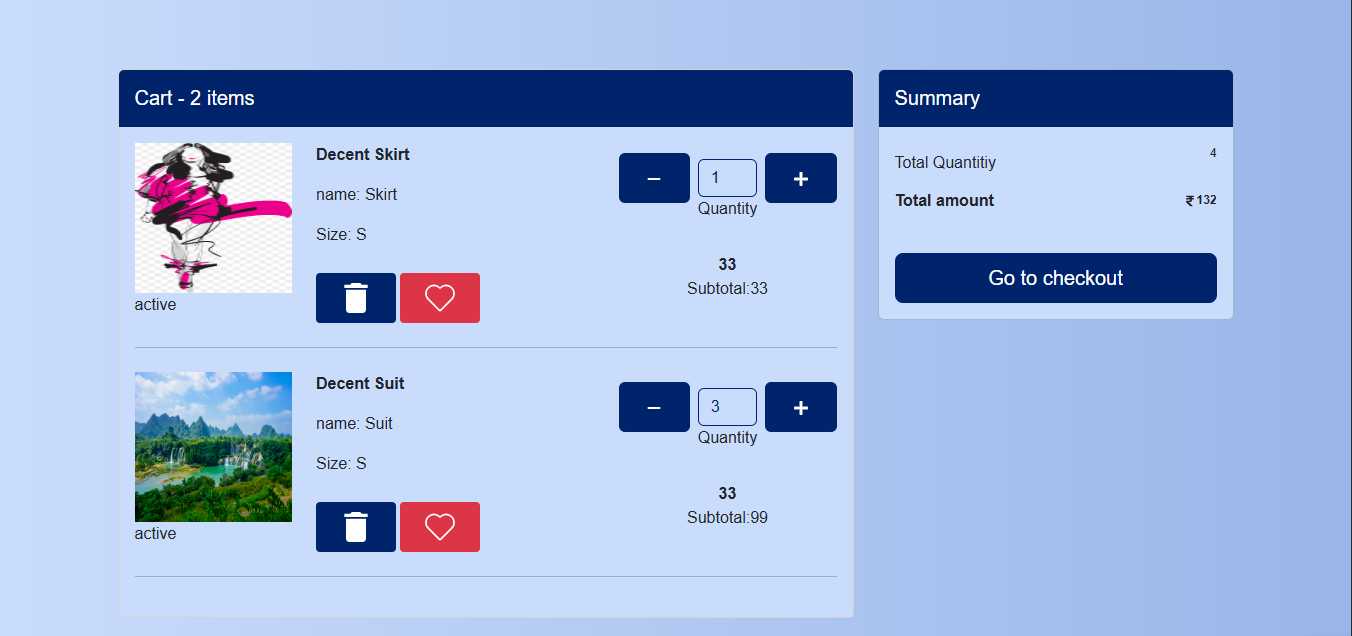 Cart - 2 items
Decent Skirt
name: Skirt
Size: S
active
− 1 +
Quantity
33
Subtotal:33
Decent Suit
name: Suit
Size: S
active
− 3 +
Quantity
33
Subtotal:99
Summary
Total Quantitiy 4
Total amount ₹ 132
Go to checkout